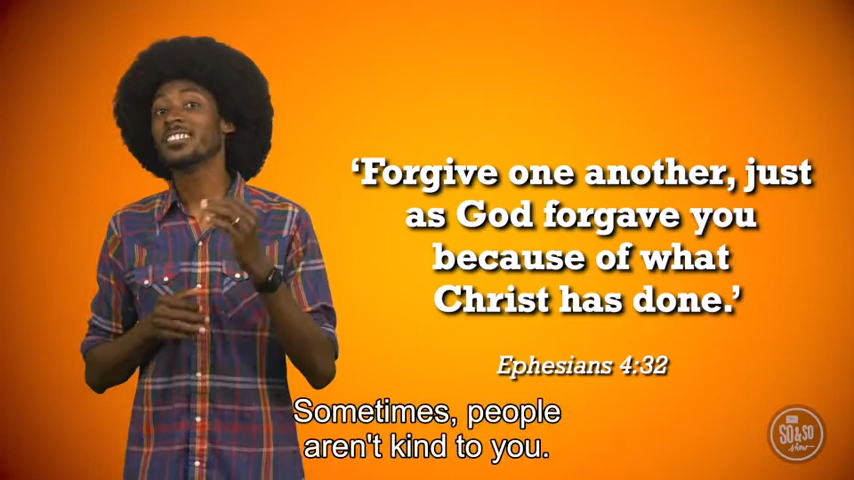 ‘Forgive one another, just
as God forgave you
because of what
Christ has done.’
Ephesians 4:32
Sometimes, people
aren't kind to you.
SO&SO
show